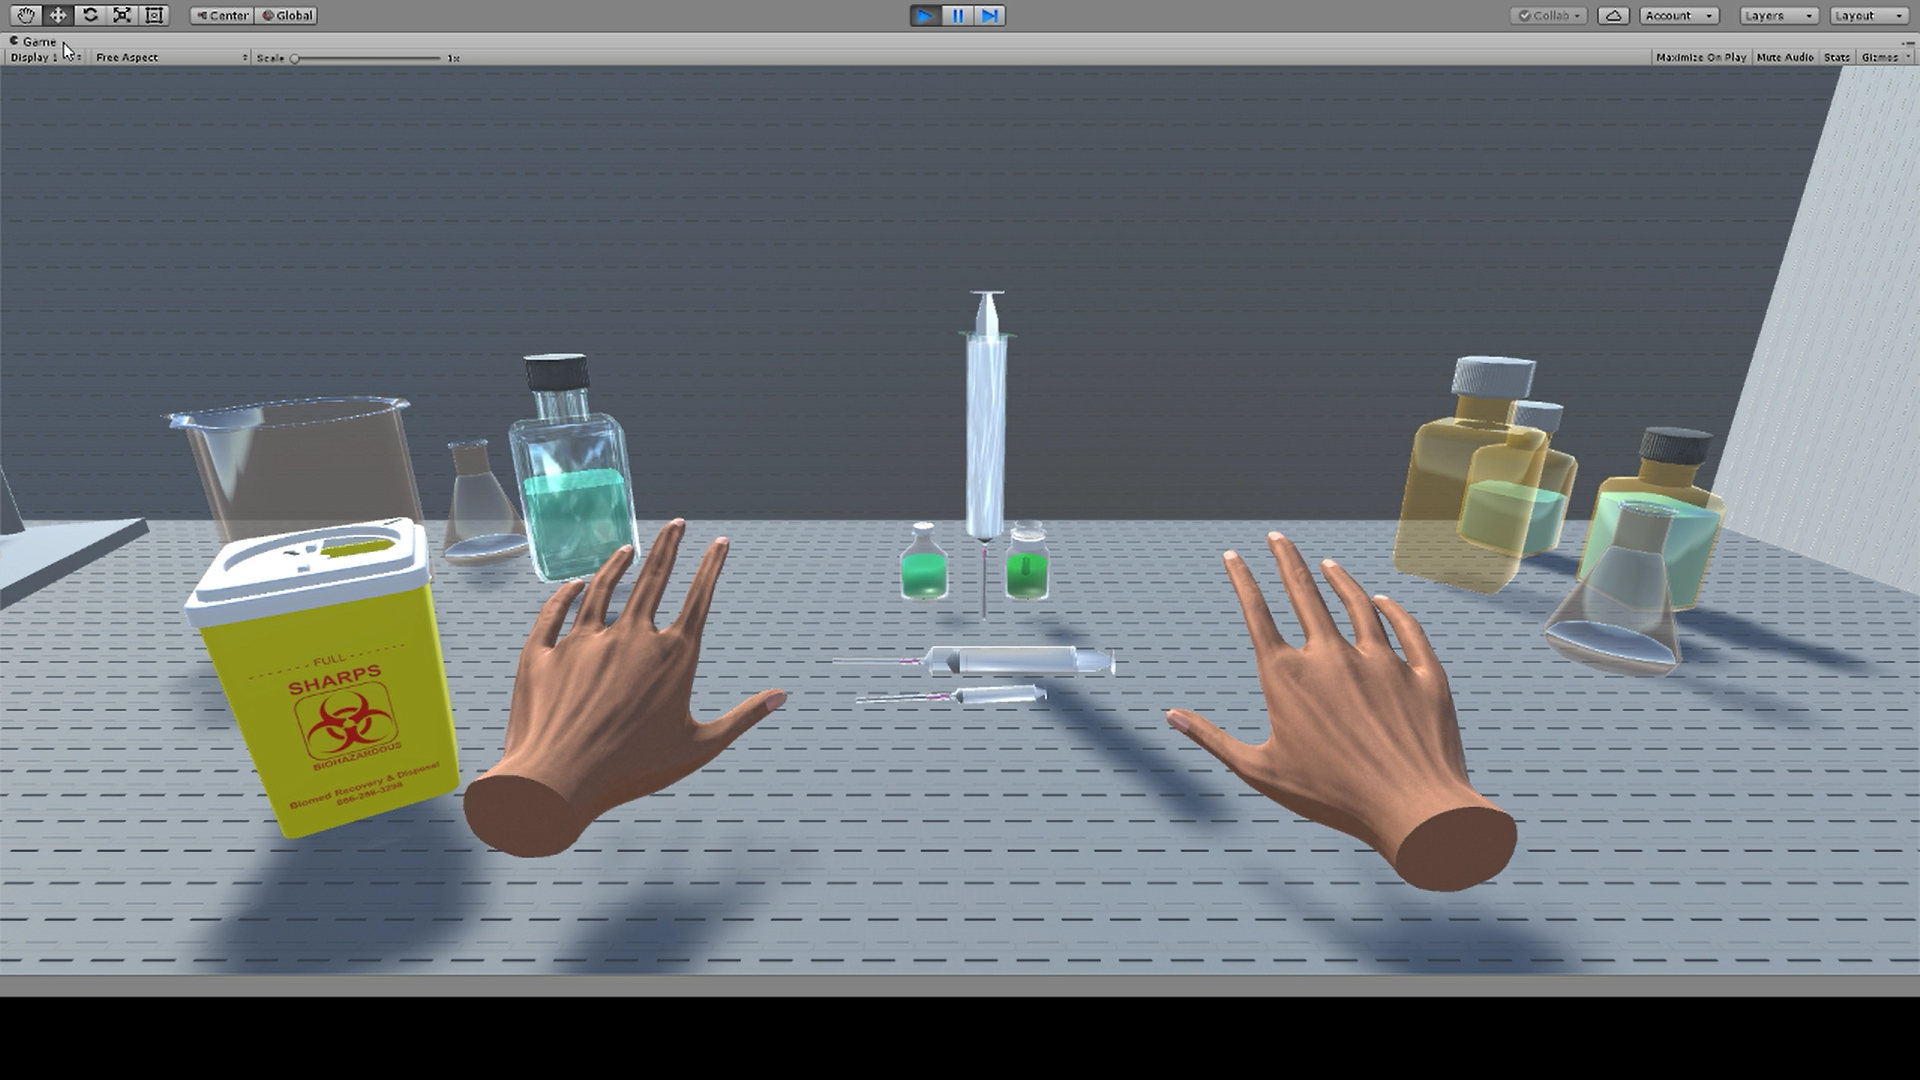 Center Global
Collab Account Layers Layout
Game
Display 1 Free Aspect Scale 1x
Maximize On Play Mute Audio Stats Gizmos
FULL
SHARPS
BIOHAZARDOUS
Biomed Recovery & Disposal
866-288-3298